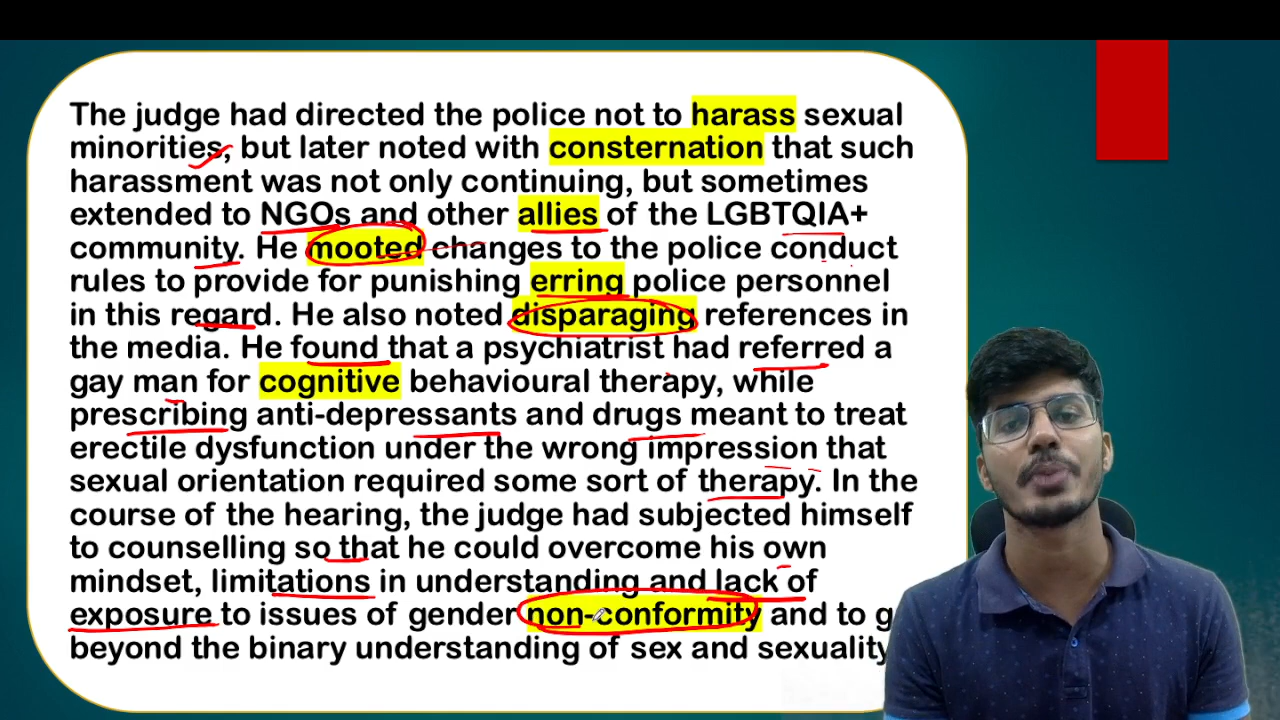 The judge had directed the police not to harass sexual
minorities, but later noted with consternation that such
harassment was not only continuing, but sometimes
extended to NGOs and other allies of the LGBTQIA+
community. He mooted changes to the police conduct
rules to provide for punishing erring police personnel
in this regard. He also noted disparaging references in
the media. He found that a psychiatrist had referred a
gay man for cognitive behavioural therapy, while
prescribing anti-depressants and drugs meant to treat
erectile dysfunction under the wrong impression that
sexual orientation required some sort of therapy. In the
course of the hearing, the judge had subjected himself
to counselling so that he could overcome his own
mindset, limitations in understanding and lack of
exposure to issues of gender non-conformity and to
beyond the binary understanding of sex and sexuality